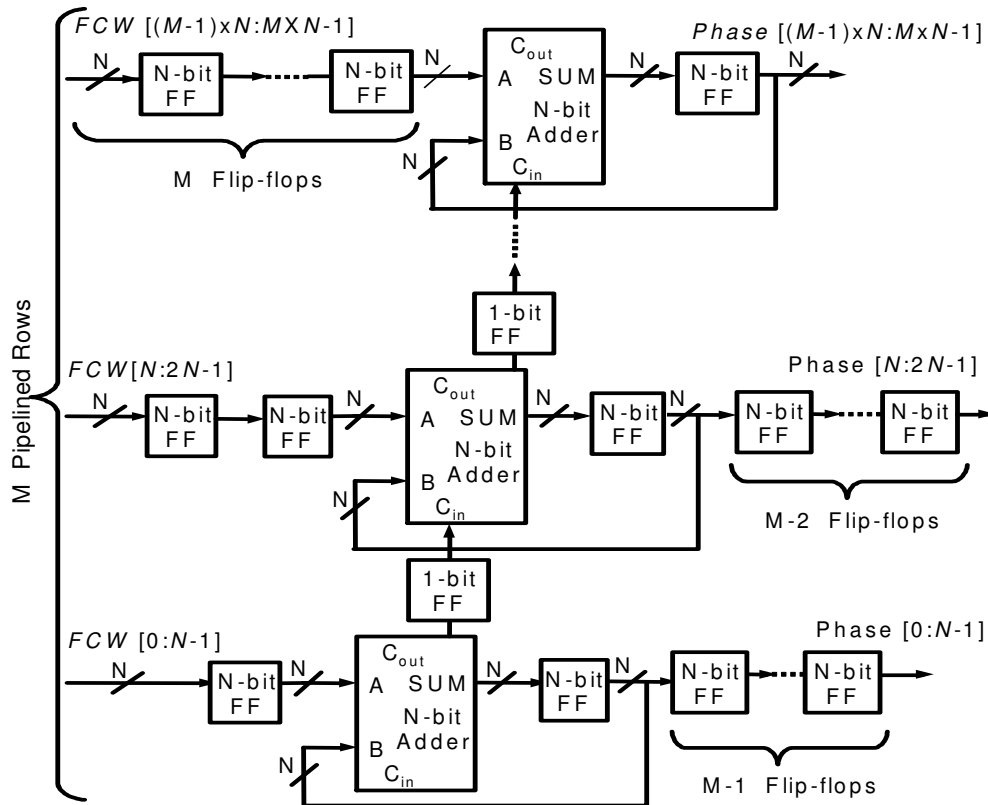 FCW [(M-1)xN:MXN-1]
Phase [(M-1)xN:MxN-1]
N
N-bit
FF
N-bit
FF
N
Cout
A SUM
N-bit
Adder
B
Cin
N
N-bit
FF
N
N
M Flip-flops
M Pipelined Rows
1-bit
FF
FCW[N:2N-1]
Phase [N:2N-1]
N
N-bit
FF
N-bit
FF
N
Cout
A SUM
N-bit
Adder
B
Cin
N
N-bit
FF
N
N-bit
FF
N-bit
FF
N
M-2 Flip-flops
1-bit
FF
FCW [0:N-1]
Phase [0:N-1]
N
N-bit
FF
N
Cout
A SUM
N-bit
Adder
B
Cin
N
N-bit
FF
N
N-bit
FF
N-bit
FF
N
M-1 Flip-flops